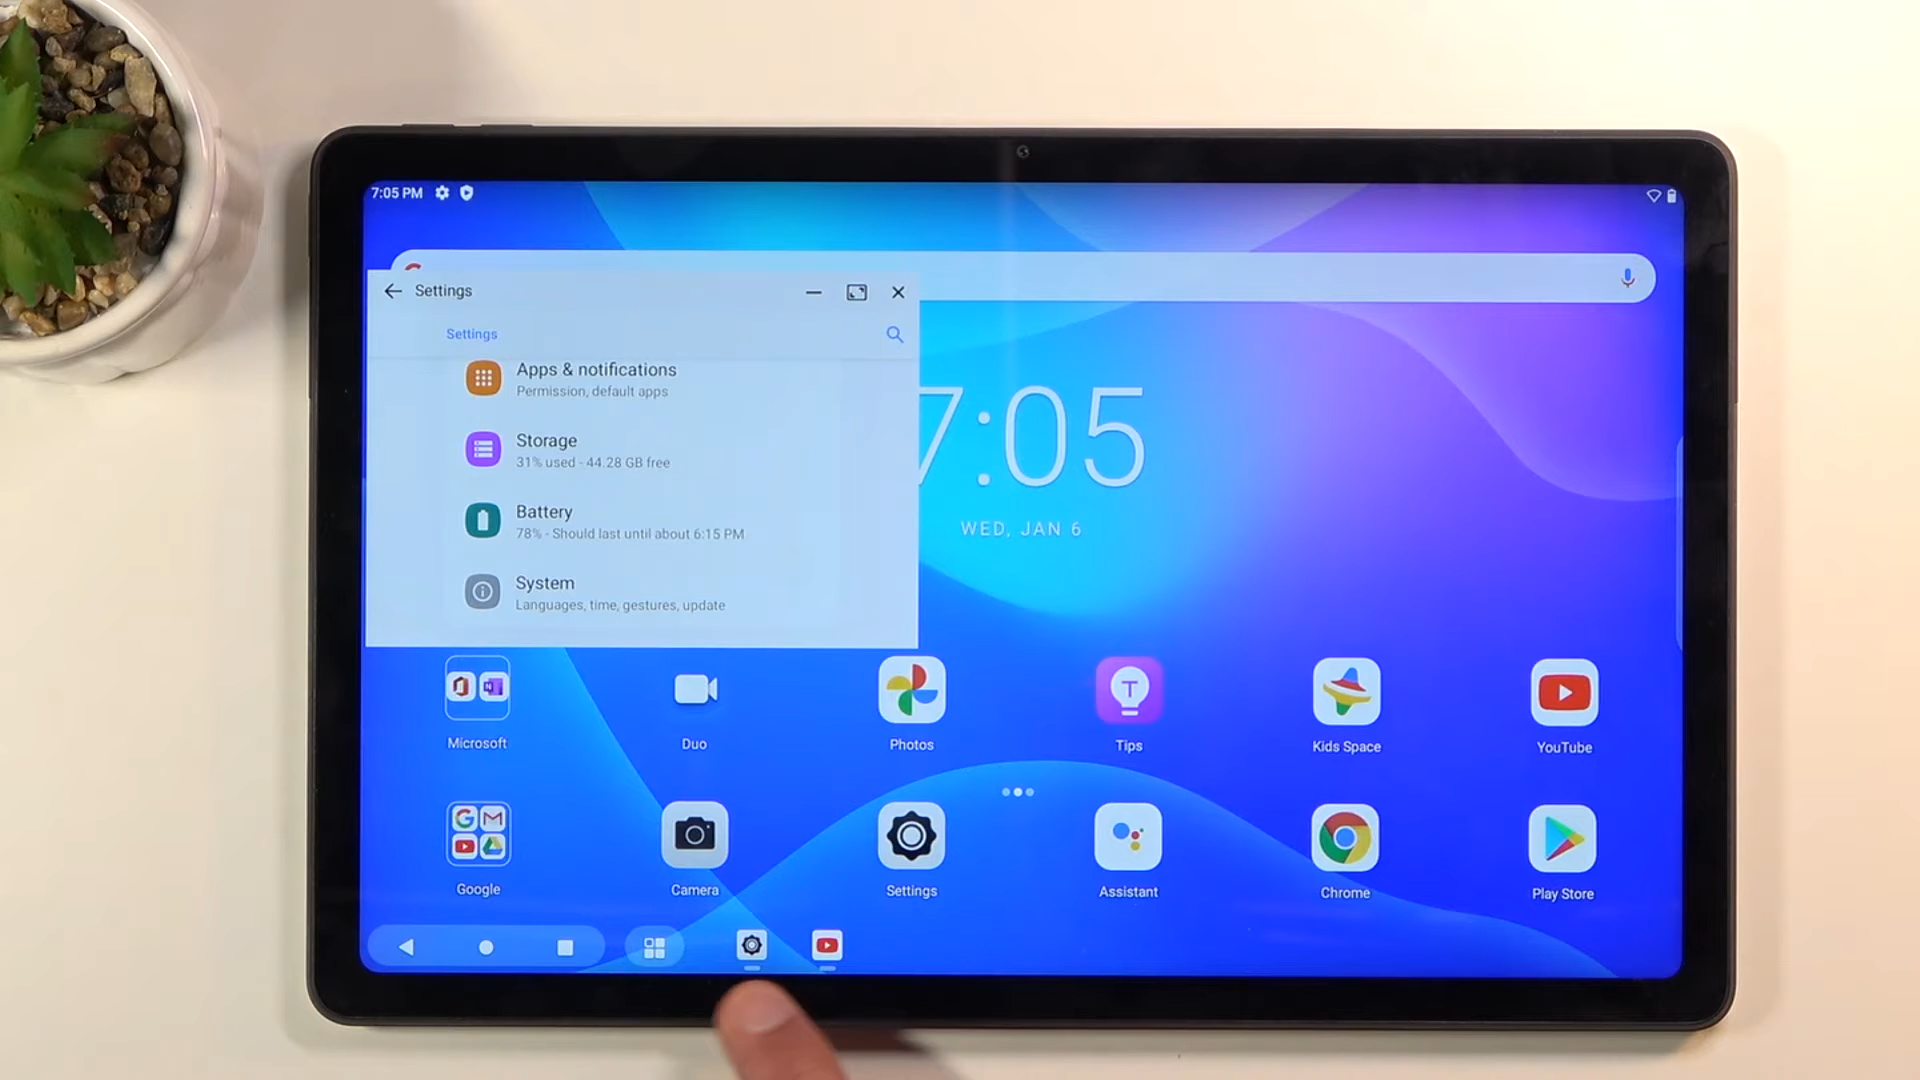 7:05 PM
Settings
Settings
Apps & notifications
Permission, default apps
Storage
31% used - 44.28 GB free
Battery
78% - Should last until about 6:15 PM
System
Languages, time, gestures, update
7:05
WED, JAN 6
Microsoft
Duo
Photos
Tips
Kids Space
YouTube
Google
Camera
Settings
Assistant
Chrome
Play Store